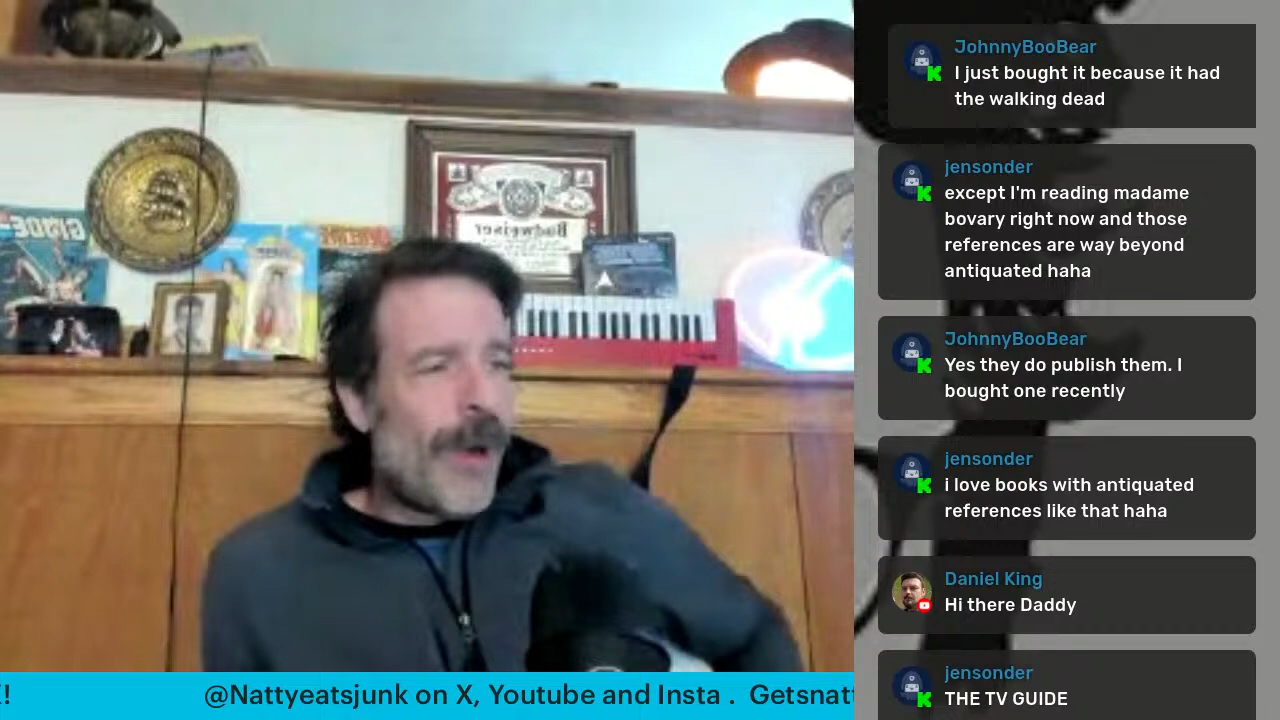 GIJOE
Budweiser
JohnnyBooBear
I just bought it because it had
the walking dead
jensonder
except I'm reading madame
bovary right now and those
references are way beyond
antiquated haha
JohnnyBooBear
Yes they do publish them. I
bought one recently
jensonder
i love books with antiquated
references like that haha
Daniel King
Hi there Daddy
jensonder
THE TV GUIDE
! @Nattyeatsjunk on X, Youtube and Insta . Getsnatt